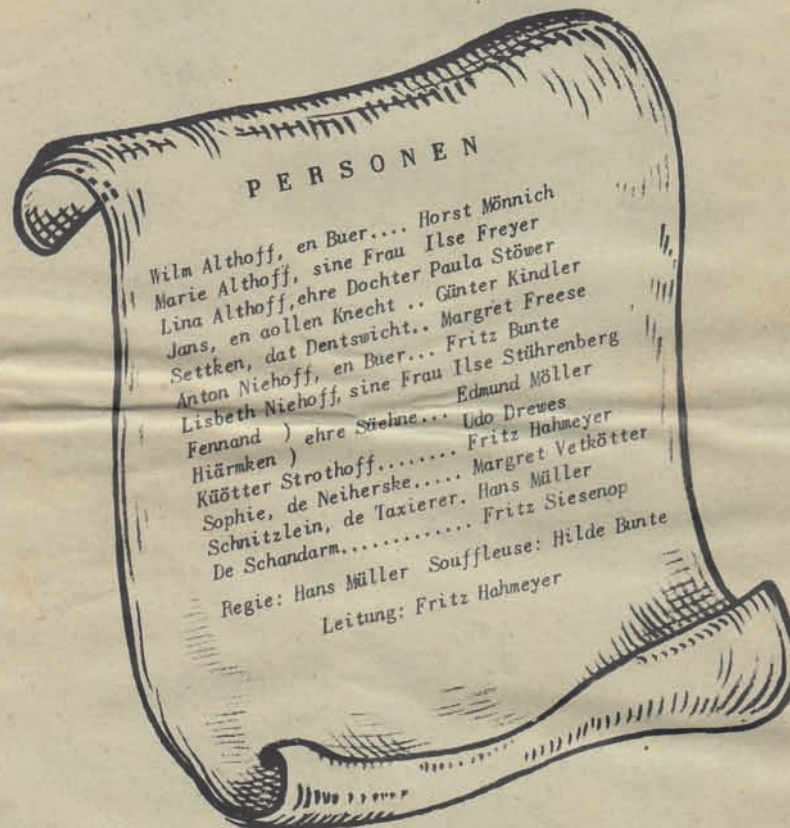 PERSONEN
Wilm Althoff, en Buer.... Horst Mönnich
Marie Althoff, sine Frau Ilse Freyer
Lina Althoff,ehre Dochter Paula Stöwer
Jans, en aollen Knecht .. Günter Kindler
Settken, dat Dentswicht.. Margret Freese
Anton Niehoff, en Buer... Fritz Bunte
Lisbeth Niehoff, sine Frau Ilse Stührenberg
Fennand ) ehre Süehne... Edmund Möller
Hiärmken ) Udo Drewes
Küötter Strothoff........ Fritz Hahmeyer
Sophie, de Neiherske..... Margret Vetkötter
Schnitzlein, de Taxierer. Hans Müller
De Schandarm............. Fritz Siesenop
Regie: Hans Müller Souffleuse: Hilde Bunte
Leitung: Fritz Hahmeyer